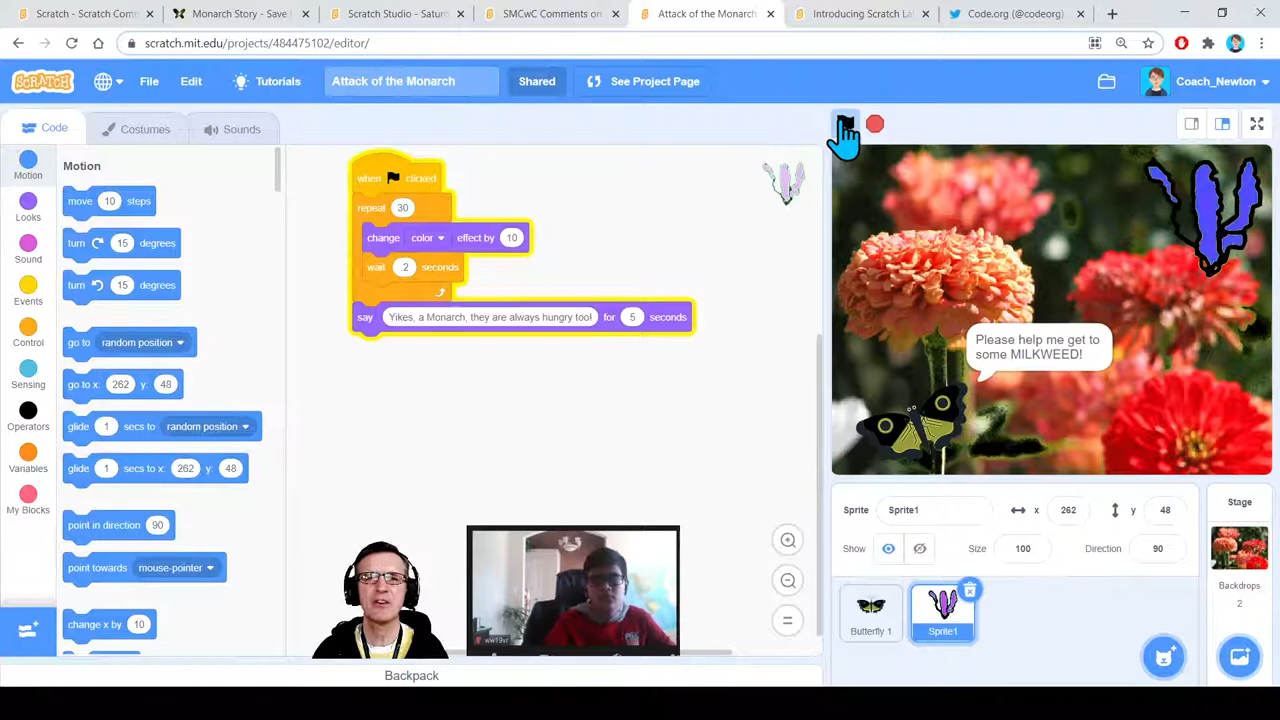 Scratch - Scratch Com
Monarch Story - Save
Scratch Studio - Saturd
SMCwC Comments on
Attack of the Monarch
Introducing Scratch La
Code.org (@codeorg)
scratch.mit.edu/projects/484475102/editor/
SCRATCH
File
Edit
Tutorials
Attack of the Monarch
Shared
See Project Page
Coach_Newton
Code
Costumes
Sounds
Motion
Looks
Sound
Events
Control
Sensing
Operators
Variables
My Blocks
Motion
move 10 steps
turn 15 degrees
turn 15 degrees
go to random position
go to x: 262 y: 48
glide 1 secs to random position
glide 1 secs to x: 262 y: 48
point in direction 90
point towards mouse-pointer
change x by 10
when clicked
repeat 30
change color effect by 10
wait .2 seconds
say Yikes, a Monarch, they are always hungry too! for 5 seconds
ww19vr
Backpack
Please help me get to
some MILKWEED!
Sprite Sprite1 x 262 y 48
Show Size 100 Direction 90
Butterfly 1
Sprite1
Stage
Backdrops
2